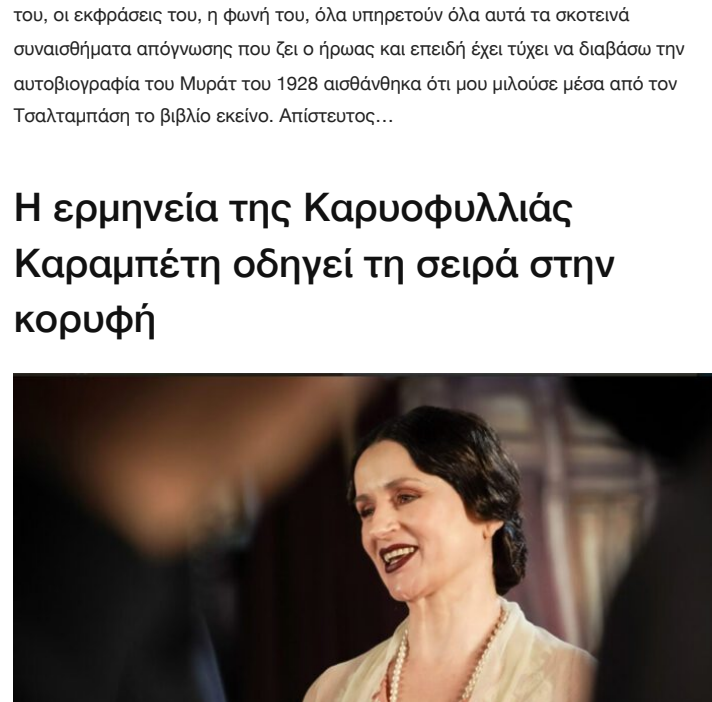 του, οι εκφράσεις του, η φωνή του, όλα υπηρετούν όλα αυτά τα σκοτεινά
συναισθήματα απόγνωσης που ζει ο ήρωας και επειδή έχει τύχει να διαβάσω την
αυτοβιογραφία του Μυράτ του 1928 αισθάνθηκα ότι μου μιλούσε μέσα από τον
Τσαλταμπάση το βιβλίο εκείνο. Απίστευτος…
Η ερμηνεία της Καρυοφυλλιάς
Καραμπέτη οδηγεί τη σειρά στην
κορυφή